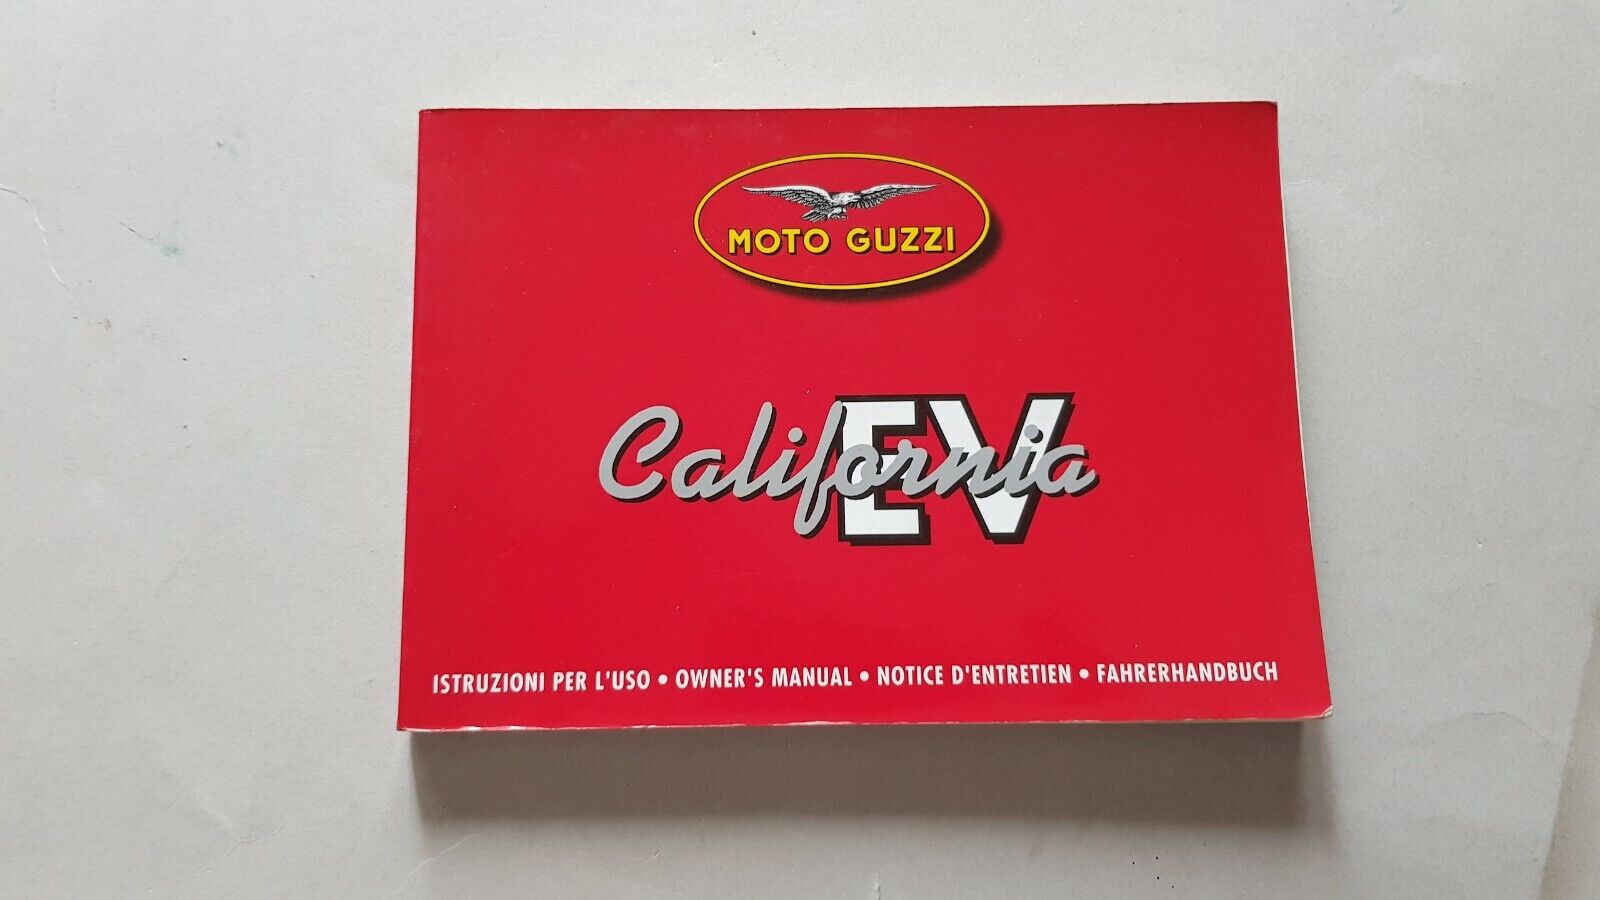 MOTO GUZZI
California EV
ISTRUZIONI PER L'USO • OWNER'S MANUAL • NOTICE D'ENTRETIEN • FAHRERHANDBUCH